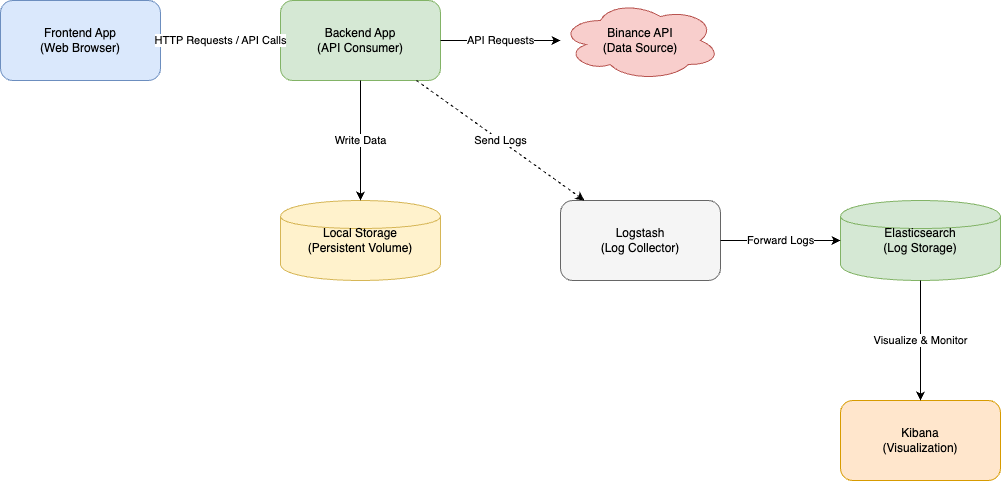 Frontend App
(Web Browser)
HTTP Requests / API Calls
Backend App
(API Consumer)
API Requests
Binance API
(Data Source)
Write Data
Send Logs
Local Storage
(Persistent Volume)
Logstash
(Log Collector)
Forward Logs
Elasticsearch
(Log Storage)
Visualize & Monitor
Kibana
(Visualization)